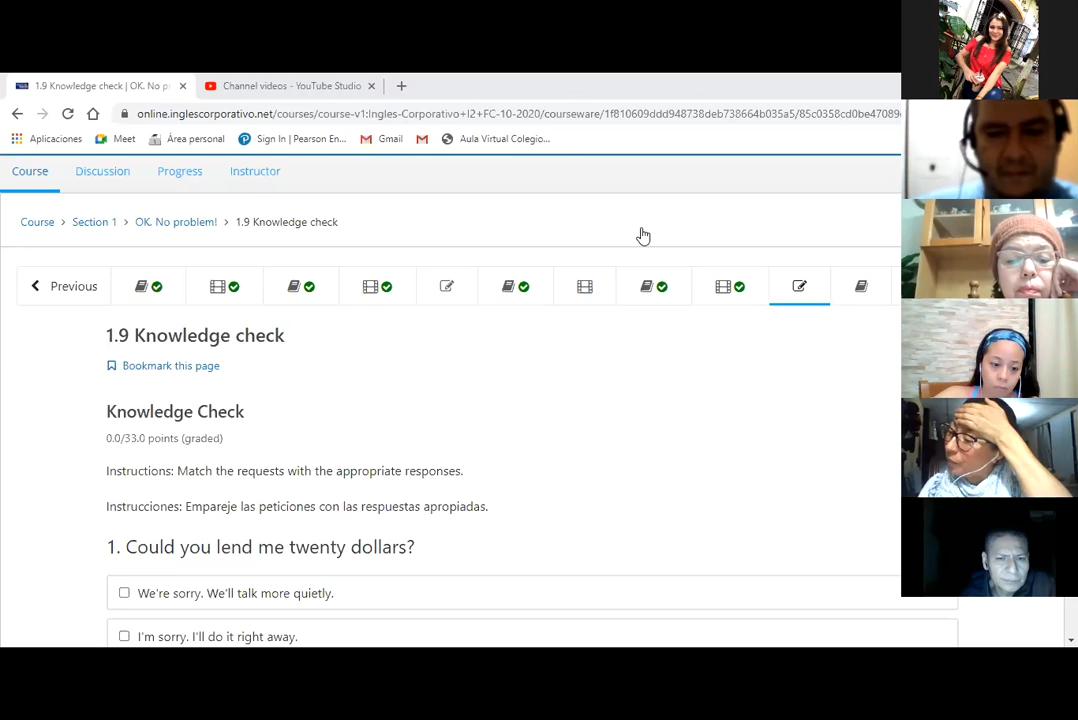 1.9 Knowledge check | OK. No p
Channel videos - YouTube Studio
online.inglescorporativo.net/courses/course-v1:Ingles-Corporativo+I2+FC-10-2020/courseware/1f810609ddd948738deb738664b035a5/85c0358cd0be47089
Aplicaciones Meet Área personal Sign In | Pearson En... Gmail Aula Virtual Colegio...
Course Discussion Progress Instructor
Course > Section 1 > OK. No problem! > 1.9 Knowledge check
Previous
1.9 Knowledge check
Bookmark this page
Knowledge Check
0.0/33.0 points (graded)
Instructions: Match the requests with the appropriate responses.
Instrucciones: Empareje las peticiones con las respuestas apropiadas.
1. Could you lend me twenty dollars?
We're sorry. We'll talk more quietly.
I'm sorry. I'll do it right away.